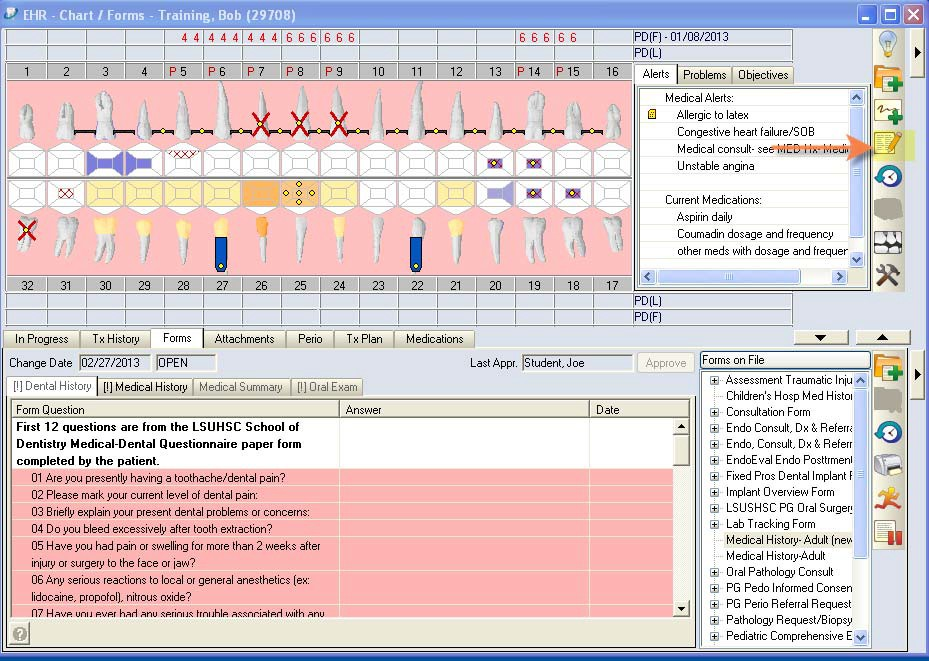 EHR - Chart / Forms - Training, Bob (29708)
4 4 4 4 4 4 4 4 6 6 6 6 6 6 6 6 6 6 6 PD(F) - 01/08/2013
PD(L)
1 2 3 4 P 5 P 6 P 7 P 8 P 9 10 11 12 13 P 14 P 15 16
Alerts Problems Objectives
Medical Alerts:
Allergic to latex
Congestive heart failure/SOB
Medical consult- see MED Hx- Medi
Unstable angina
Current Medications:
Aspirin daily
Coumadin dosage and frequency
other meds with dosage and frequen
32 31 30 29 28 27 26 25 24 23 22 21 20 19 18 17
PD(L)
PD(F)
In Progress Tx History Forms Attachments Perio Tx Plan Medications
Change Date 02/27/2013 OPEN Last Appr. Student, Joe Approve
[!] Dental History [!] Medical History Medical Summary [!] Oral Exam
Form Question Answer Date
First 12 questions are from the LSUHSC School of
Dentistry Medical-Dental Questionnaire paper form
completed by the patient.
01 Are you presently having a toothache/dental pain?
02 Please mark your current level of dental pain:
03 Briefly explain your present dental problems or concerns:
04 Do you bleed excessively after tooth extraction?
05 Have you had pain or swelling for more than 2 weeks after
injury or surgery to the face or jaw?
06 Any serious reactions to local or general anesthetics (ex:
lidocaine, propofol), nitrous oxide?
07 Have you ever had any serious trouble associated with any
Forms on File
Assessment Traumatic Inju
Children's Hosp Med Histor
Consultation Form
Endo Consult, Dx & Referra
Endo, Consult, Dx & Referr
EndoEval Endo Posttrment
Fixed Pros Dental Implant F
Implant Overview Form
LSUSHSC PG Oral Surgery
Lab Tracking Form
Medical History- Adult (new
Medical History-Adult
Oral Pathology Consult
PG Pedo Informed Consen
PG Perio Referral Request
Pathology Request/Biopsy
Pediatric Comprehensive E